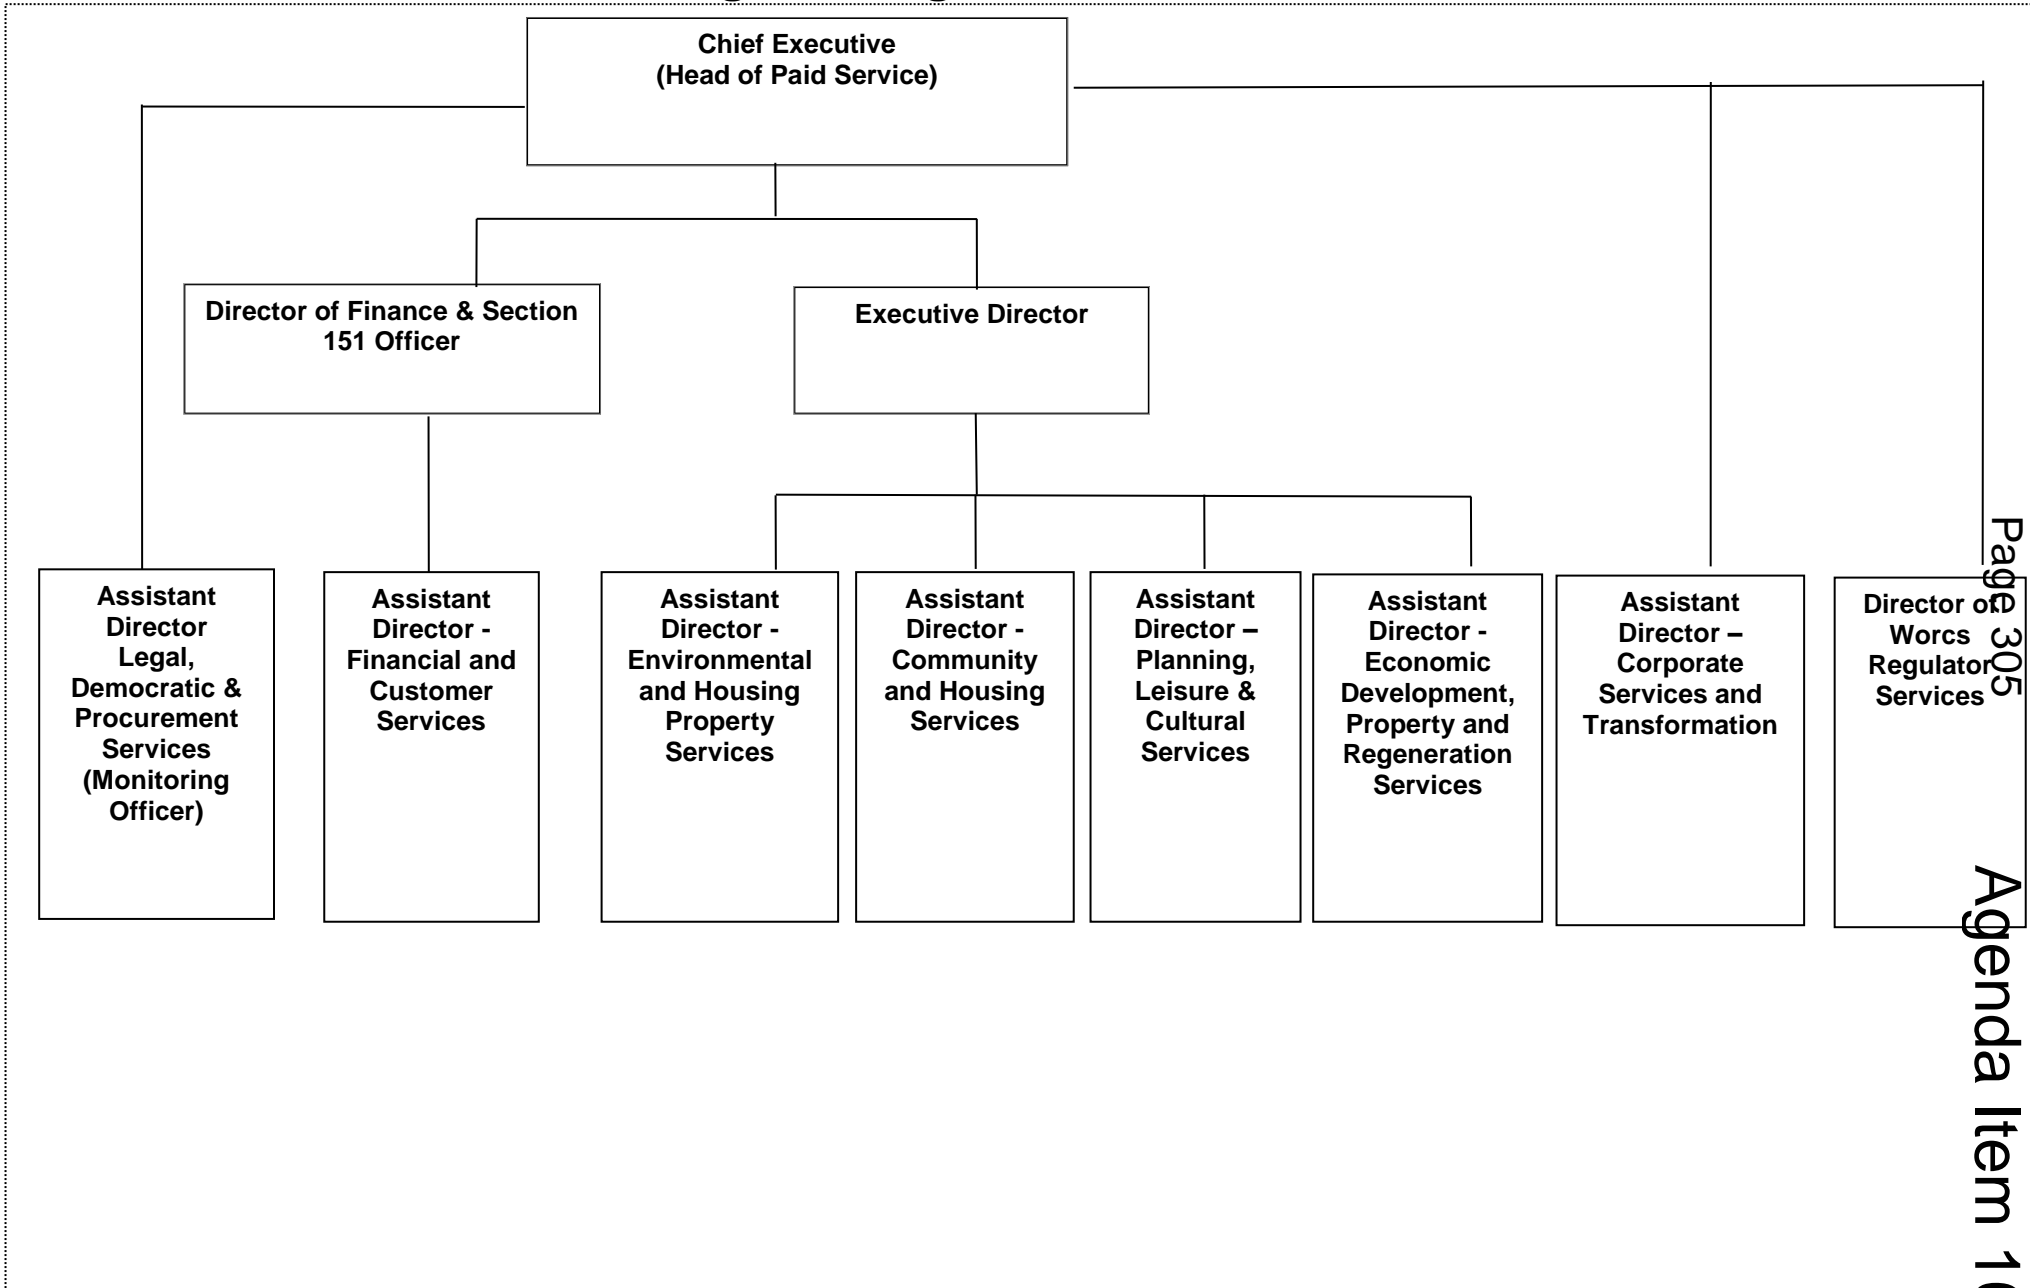 Chief Executive
(Head of Paid Service)
Director of Finance & Section
151 Officer
Executive Director
Assistant
Director
Legal,
Democratic &
Procurement
Services
(Monitoring
Officer)
Assistant
Director -
Financial and
Customer
Services
Assistant
Director -
Environmental
and Housing
Property
Services
Assistant
Director -
Community
and Housing
Services
Assistant
Director –
Planning,
Leisure &
Cultural
Services
Assistant
Director -
Economic
Development,
Property and
Regeneration
Services
Assistant
Director –
Corporate
Services and
Transformation
Director of
Worcs
Regulator
Services
Page 305
Agenda Item